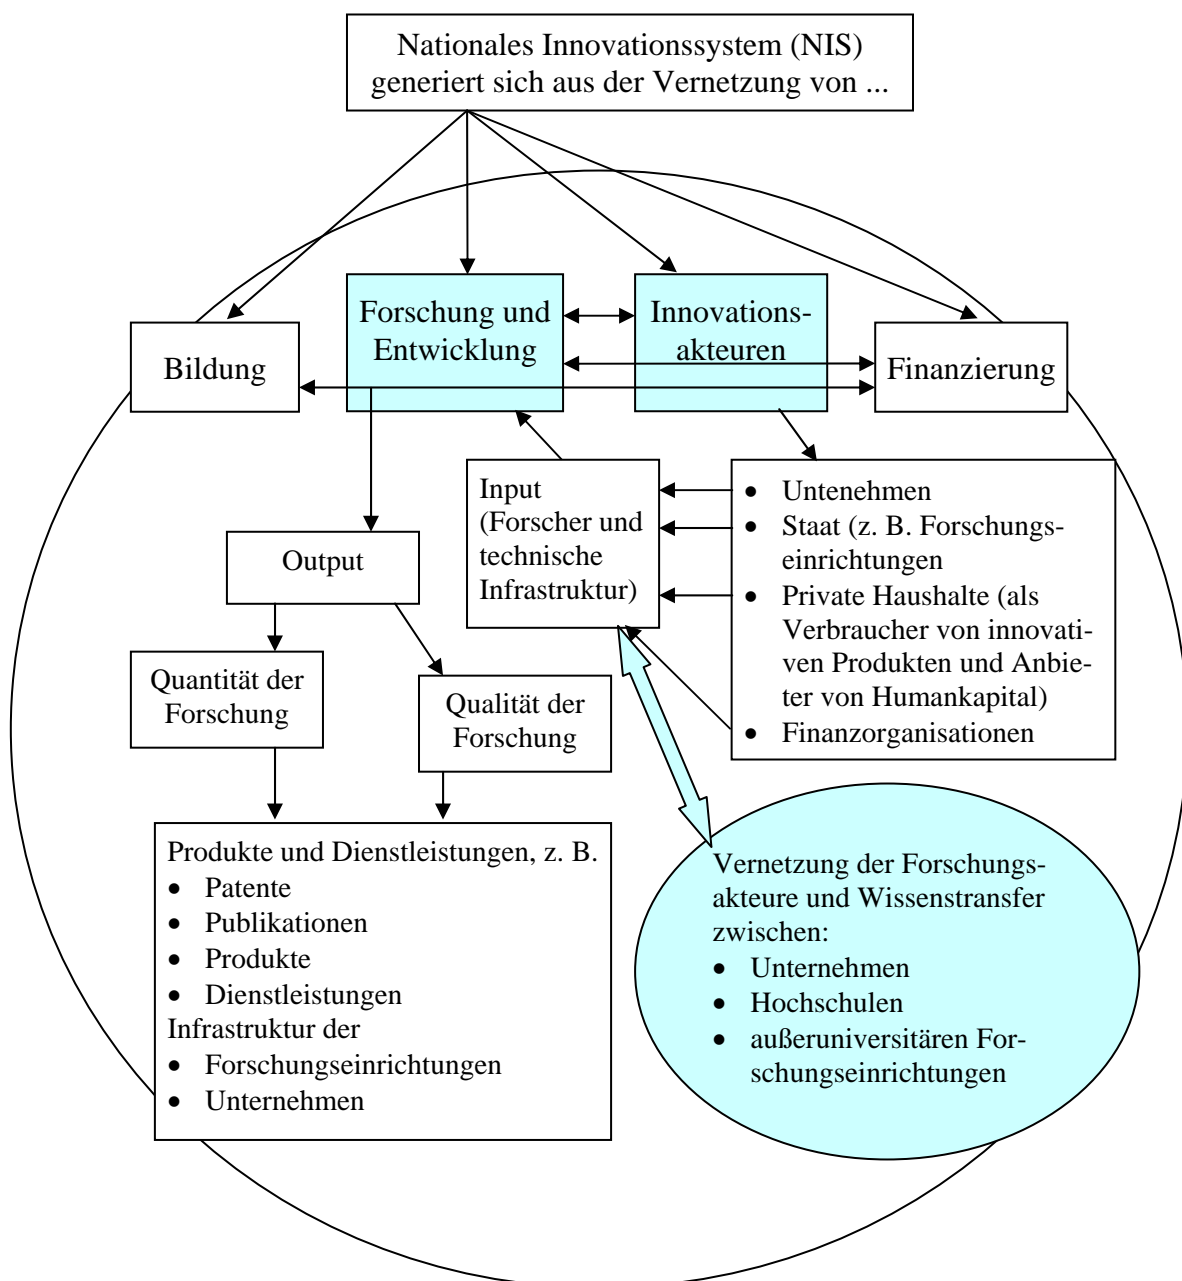 Nationales Innovationssystem (NIS)
generiert sich aus der Vernetzung von ...
Bildung
Forschung und
Entwicklung
Innovations-
akteuren
Finanzierung
Output
Input
(Forscher und
technische
Infrastruktur)
• Untenehmen
• Staat (z. B. Forschungs-
einrichtungen
• Private Haushalte (als
Verbraucher von innovati-
ven Produkten und Anbie-
ter von Humankapital)
• Finanzorganisationen
Quantität der
Forschung
Qualität der
Forschung
Produkte und Dienstleistungen, z. B.
• Patente
• Publikationen
• Produkte
• Dienstleistungen
Infrastruktur der
• Forschungseinrichtungen
• Unternehmen
Vernetzung der Forschungs-
akteure und Wissenstransfer
zwischen:
• Unternehmen
• Hochschulen
• außeruniversitären For-
schungseinrichtungen